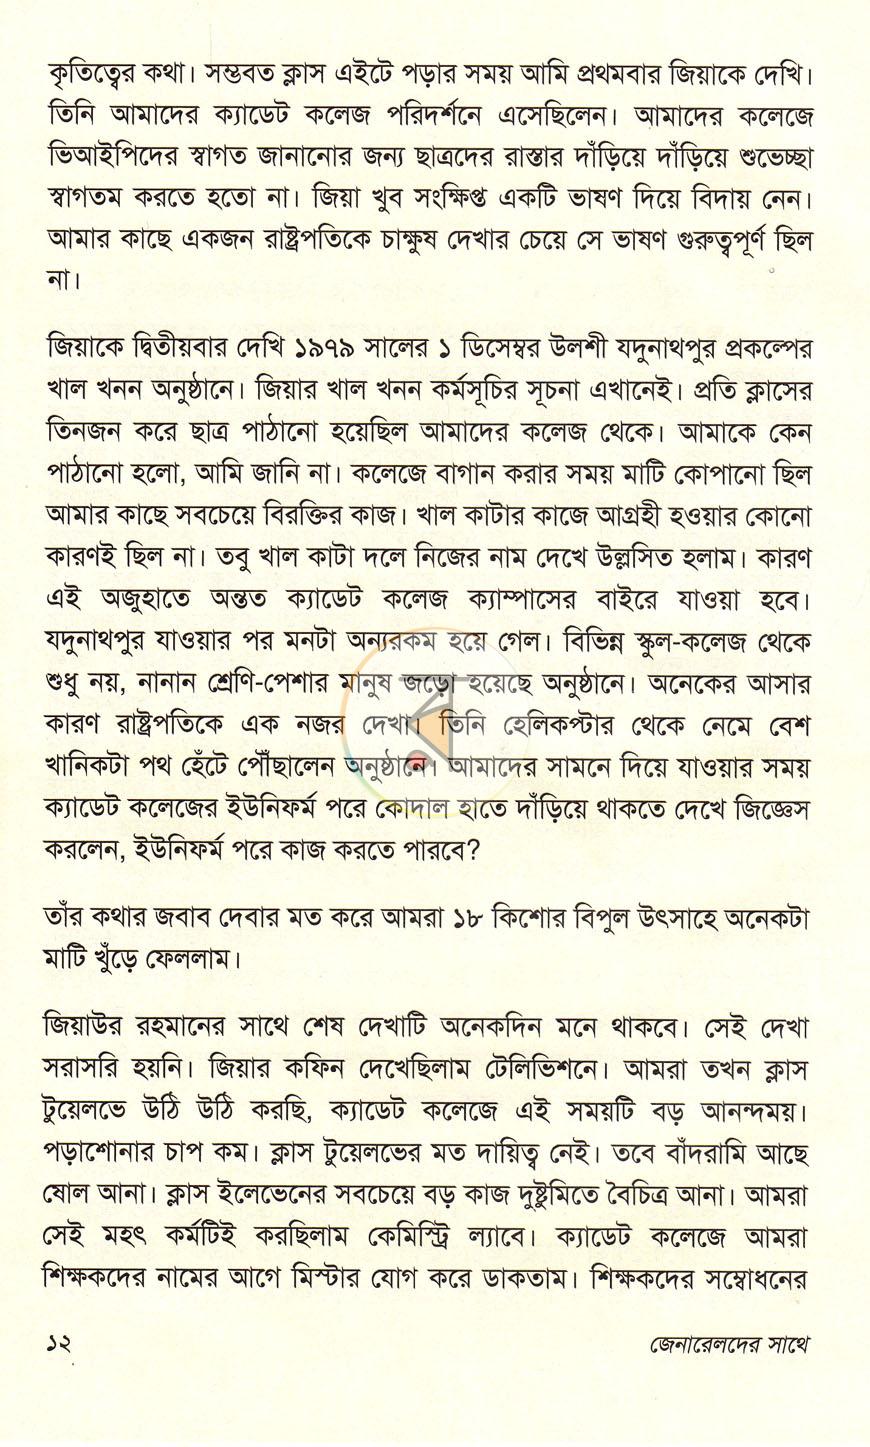 কৃতিত্বের কথা। সম্ভবত ক্লাস এইটে পড়ার সময় আমি প্রথমবার জিয়াকে দেখি।
তিনি আমাদের ক্যাডেট কলেজ পরিদর্শনে এসেছিলেন। আমাদের কলেজে
ভিআইপিদের স্বাগত জানানোর জন্য ছাত্রদের রাস্তার দাঁড়িয়ে দাঁড়িয়ে শুভেচ্ছা
স্বাগতম করতে হতো না। জিয়া খুব সংক্ষিপ্ত একটি ভাষণ দিয়ে বিদায় নেন।
আমার কাছে একজন রাষ্ট্রপতিকে চাক্ষুষ দেখার চেয়ে সে ভাষণ গুরুত্বপূর্ণ ছিল
না।
জিয়াকে দ্বিতীয়বার দেখি ১৯৭৯ সালের ১ ডিসেম্বর উলশী যদুনাথপুর প্রকল্পের
খাল খনন অনুষ্ঠানে। জিয়ার খাল খনন কর্মসূচির সূচনা এখানেই। প্রতি ক্লাসের
তিনজন করে ছাত্র পাঠানো হয়েছিল আমাদের কলেজ থেকে। আমাকে কেন
পাঠানো হলো, আমি জানি না। কলেজে বাগান করার সময় মাটি কোপানো ছিল
আমার কাছে সবচেয়ে বিরক্তির কাজ। খাল কাটার কাজে আগ্রহী হওয়ার কোনো
কারণই ছিল না। তবু খাল কাটা দলে নিজের নাম দেখে উল্লসিত হলাম। কারণ
এই অজুহাতে অন্তত ক্যাডেট কলেজ ক্যাম্পাসের বাইরে যাওয়া হবে।
যদুনাথপুর যাওয়ার পর মনটা অন্যরকম হয়ে গেল। বিভিন্ন স্কুল-কলেজ থেকে
শুধু নয়, নানান শ্রেণি-পেশার মানুষ জড়ো হয়েছে অনুষ্ঠানে। অনেকের আসার
কারণ রাষ্ট্রপতিকে এক নজর দেখা। তিনি হেলিকপ্টার থেকে নেমে বেশ
খানিকটা পথ হেঁটে পৌঁছালেন অনুষ্ঠানে। আমাদের সামনে দিয়ে যাওয়ার সময়
ক্যাডেট কলেজের ইউনিফর্ম পরে কোদাল হাতে দাঁড়িয়ে থাকতে দেখে জিজ্ঞেস
করলেন, ইউনিফর্ম পরে কাজ করতে পারবে?
তাঁর কথার জবাব দেবার মত করে আমরা ১৮ কিশোর বিপুল উৎসাহে অনেকটা
মাটি খুঁড়ে ফেললাম।
জিয়াউর রহমানের সাথে শেষ দেখাটি অনেকদিন মনে থাকবে। সেই দেখা
সরাসরি হয়নি। জিয়ার কফিন দেখেছিলাম টেলিভিশনে। আমরা তখন ক্লাস
টুয়েলভে উঠি উঠি করছি, ক্যাডেট কলেজে এই সময়টি বড় আনন্দময়।
পড়াশোনার চাপ কম। ক্লাস টুয়েলভের মত দায়িত্ব নেই। তবে বাঁদরামি আছে
ষোল আনা। ক্লাস ইলেভেনের সবচেয়ে বড় কাজ দুষ্টুমিতে বৈচিত্র আনা। আমরা
সেই মহৎ কর্মটিই করছিলাম কেমিস্ট্রি ল্যাবে। ক্যাডেট কলেজে আমরা
শিক্ষকদের নামের আগে মিস্টার যোগ করে ডাকতাম। শিক্ষকদের সম্বোধনের
১২ জেনারেলদের সাথে